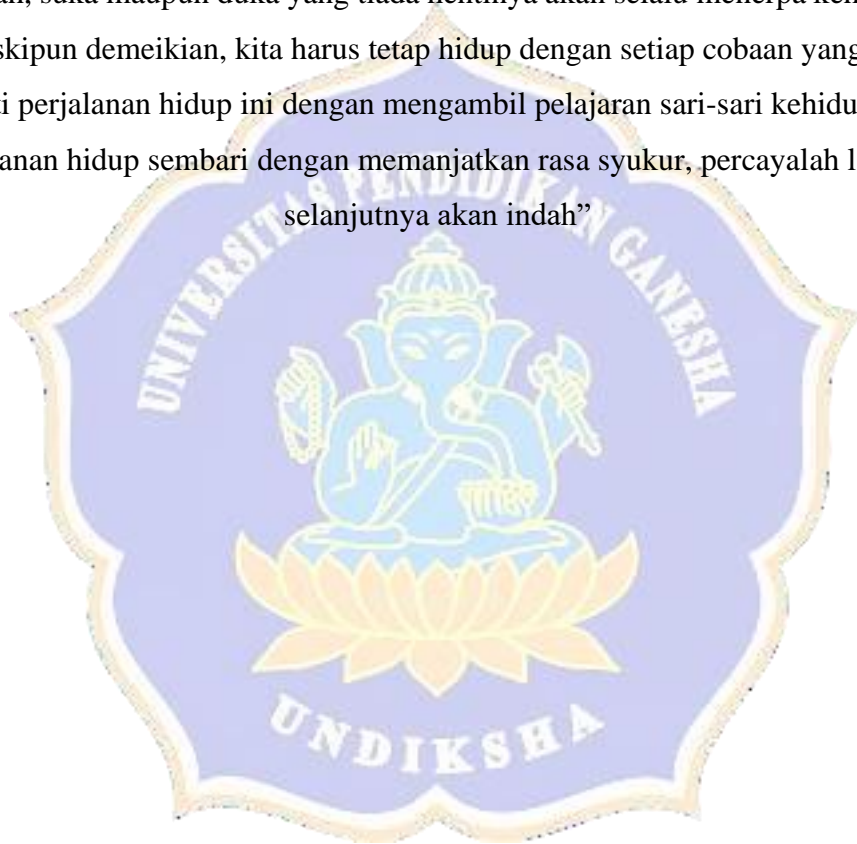 suka maupun duka yang tiada hentinya akan selalu menerpa
demeikian, kita harus tetap hidup dengan setiap cobaan yang
perjalanan hidup ini dengan mengambil pelajaran sari-sari
hidup sembari dengan memanjatkan rasa syukur, percayalah
selanjutnya akan indah”
UNIVERSITAS PENDIDIKAN GANESHA
UNDIKSHA